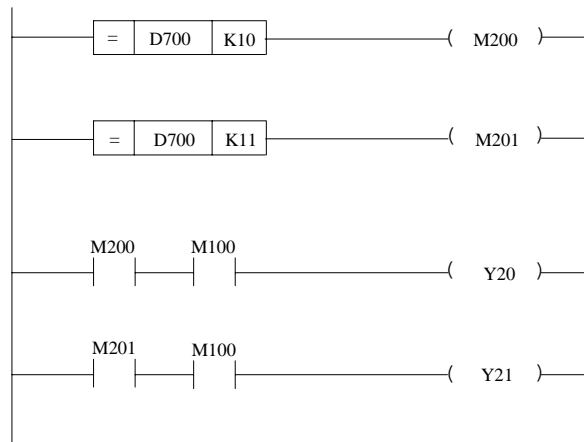 = D700 K10 ( M200 )
= D700 K11 ( M201 )
M200 M100
( Y20 )
M201 M100
( Y21 )